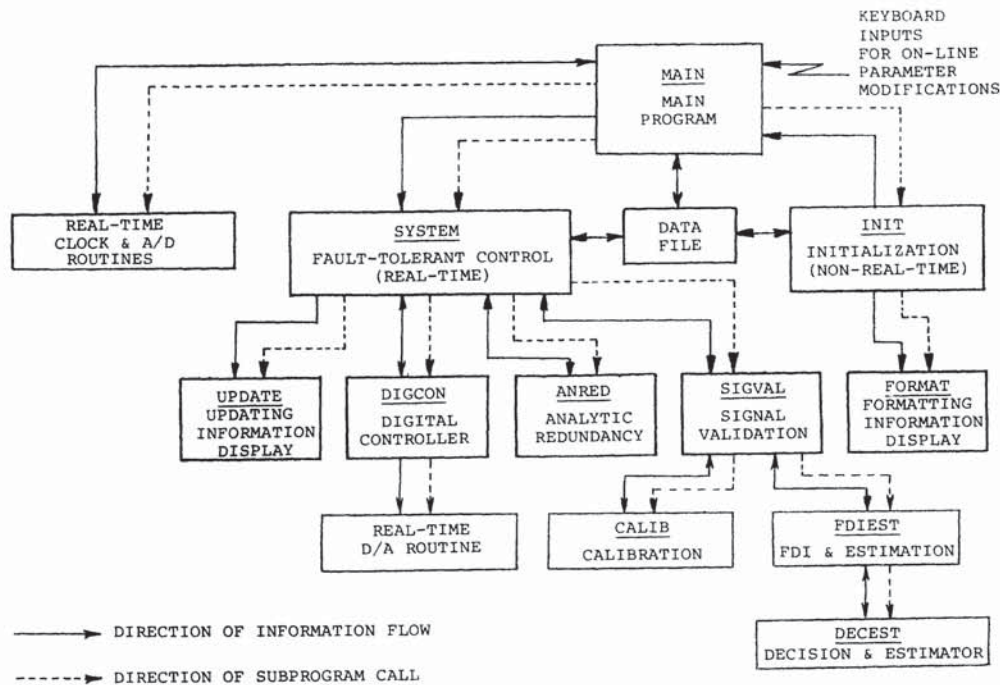 KEYBOARD
INPUTS
FOR ON-LINE
PARAMETER
MODIFICATIONS
MAIN
MAIN
PROGRAM
REAL-TIME
CLOCK & A/D
ROUTINES
SYSTEM
FAULT-TOLERANT CONTROL
(REAL-TIME)
DATA
FILE
INIT
INITIALIZATION
(NON-REAL-TIME)
UPDATE
UPDATING
INFORMATION
DISPLAY
DIGCON
DIGITAL
CONTROLLER
ANRED
ANALYTIC
REDUNDANCY
SIGVAL
SIGNAL
VALIDATION
FORMAT
FORMATTING
INFORMATION
DISPLAY
REAL-TIME
D/A ROUTINE
CALIB
CALIBRATION
FDIEST
FDI & ESTIMATION
DECEST
DECISION & ESTIMATOR
DIRECTION OF INFORMATION FLOW
DIRECTION OF SUBPROGRAM CALL